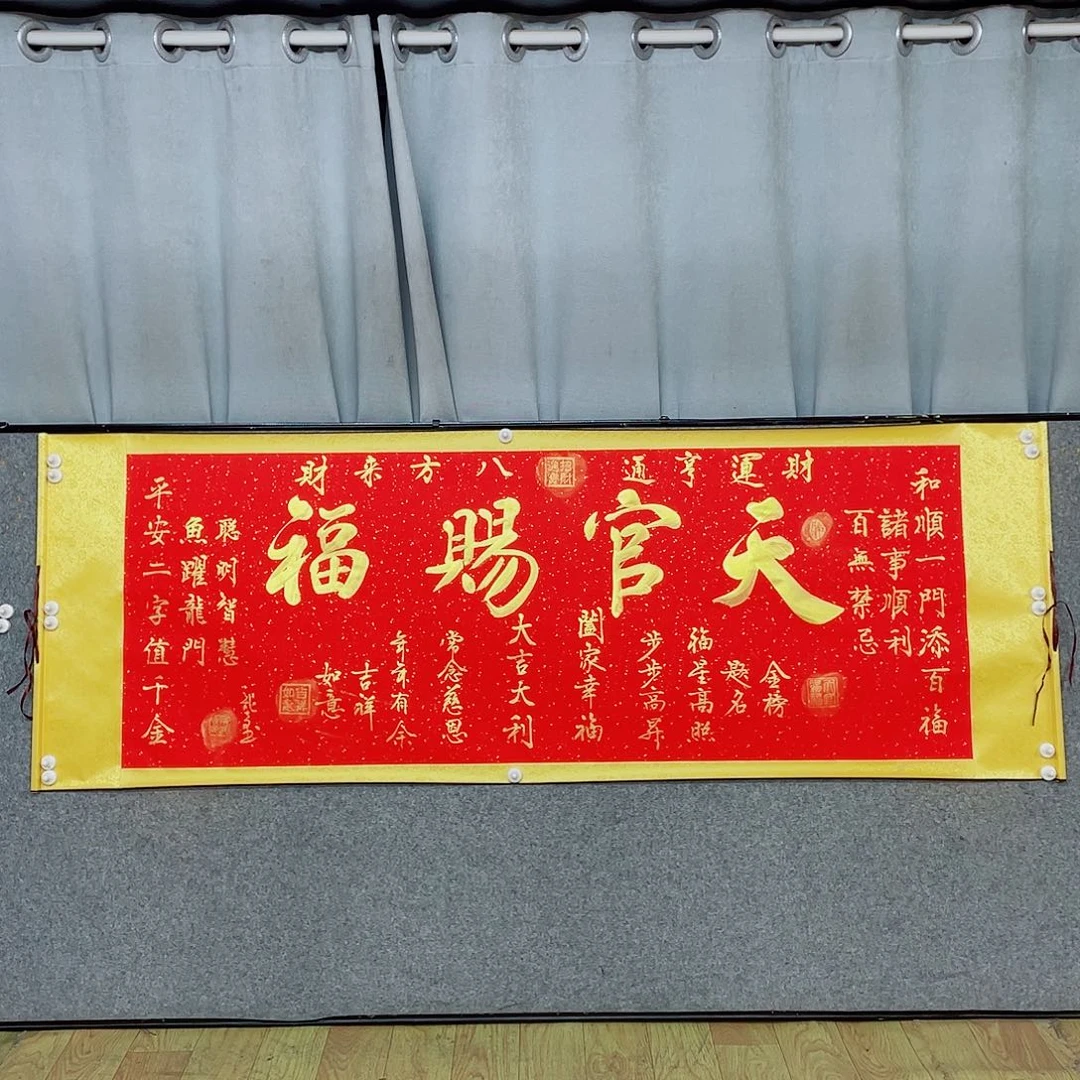 和順一門添百福
諸事順利
百無禁忌
財運亨通
八方來財
天官賜福
金榜
題名
福星高照
步步高昇
闔家幸福
大吉大利
常念慈恩
年年有余
吉祥
如意
聪明智慧
魚躍龍門
平安二字值千金